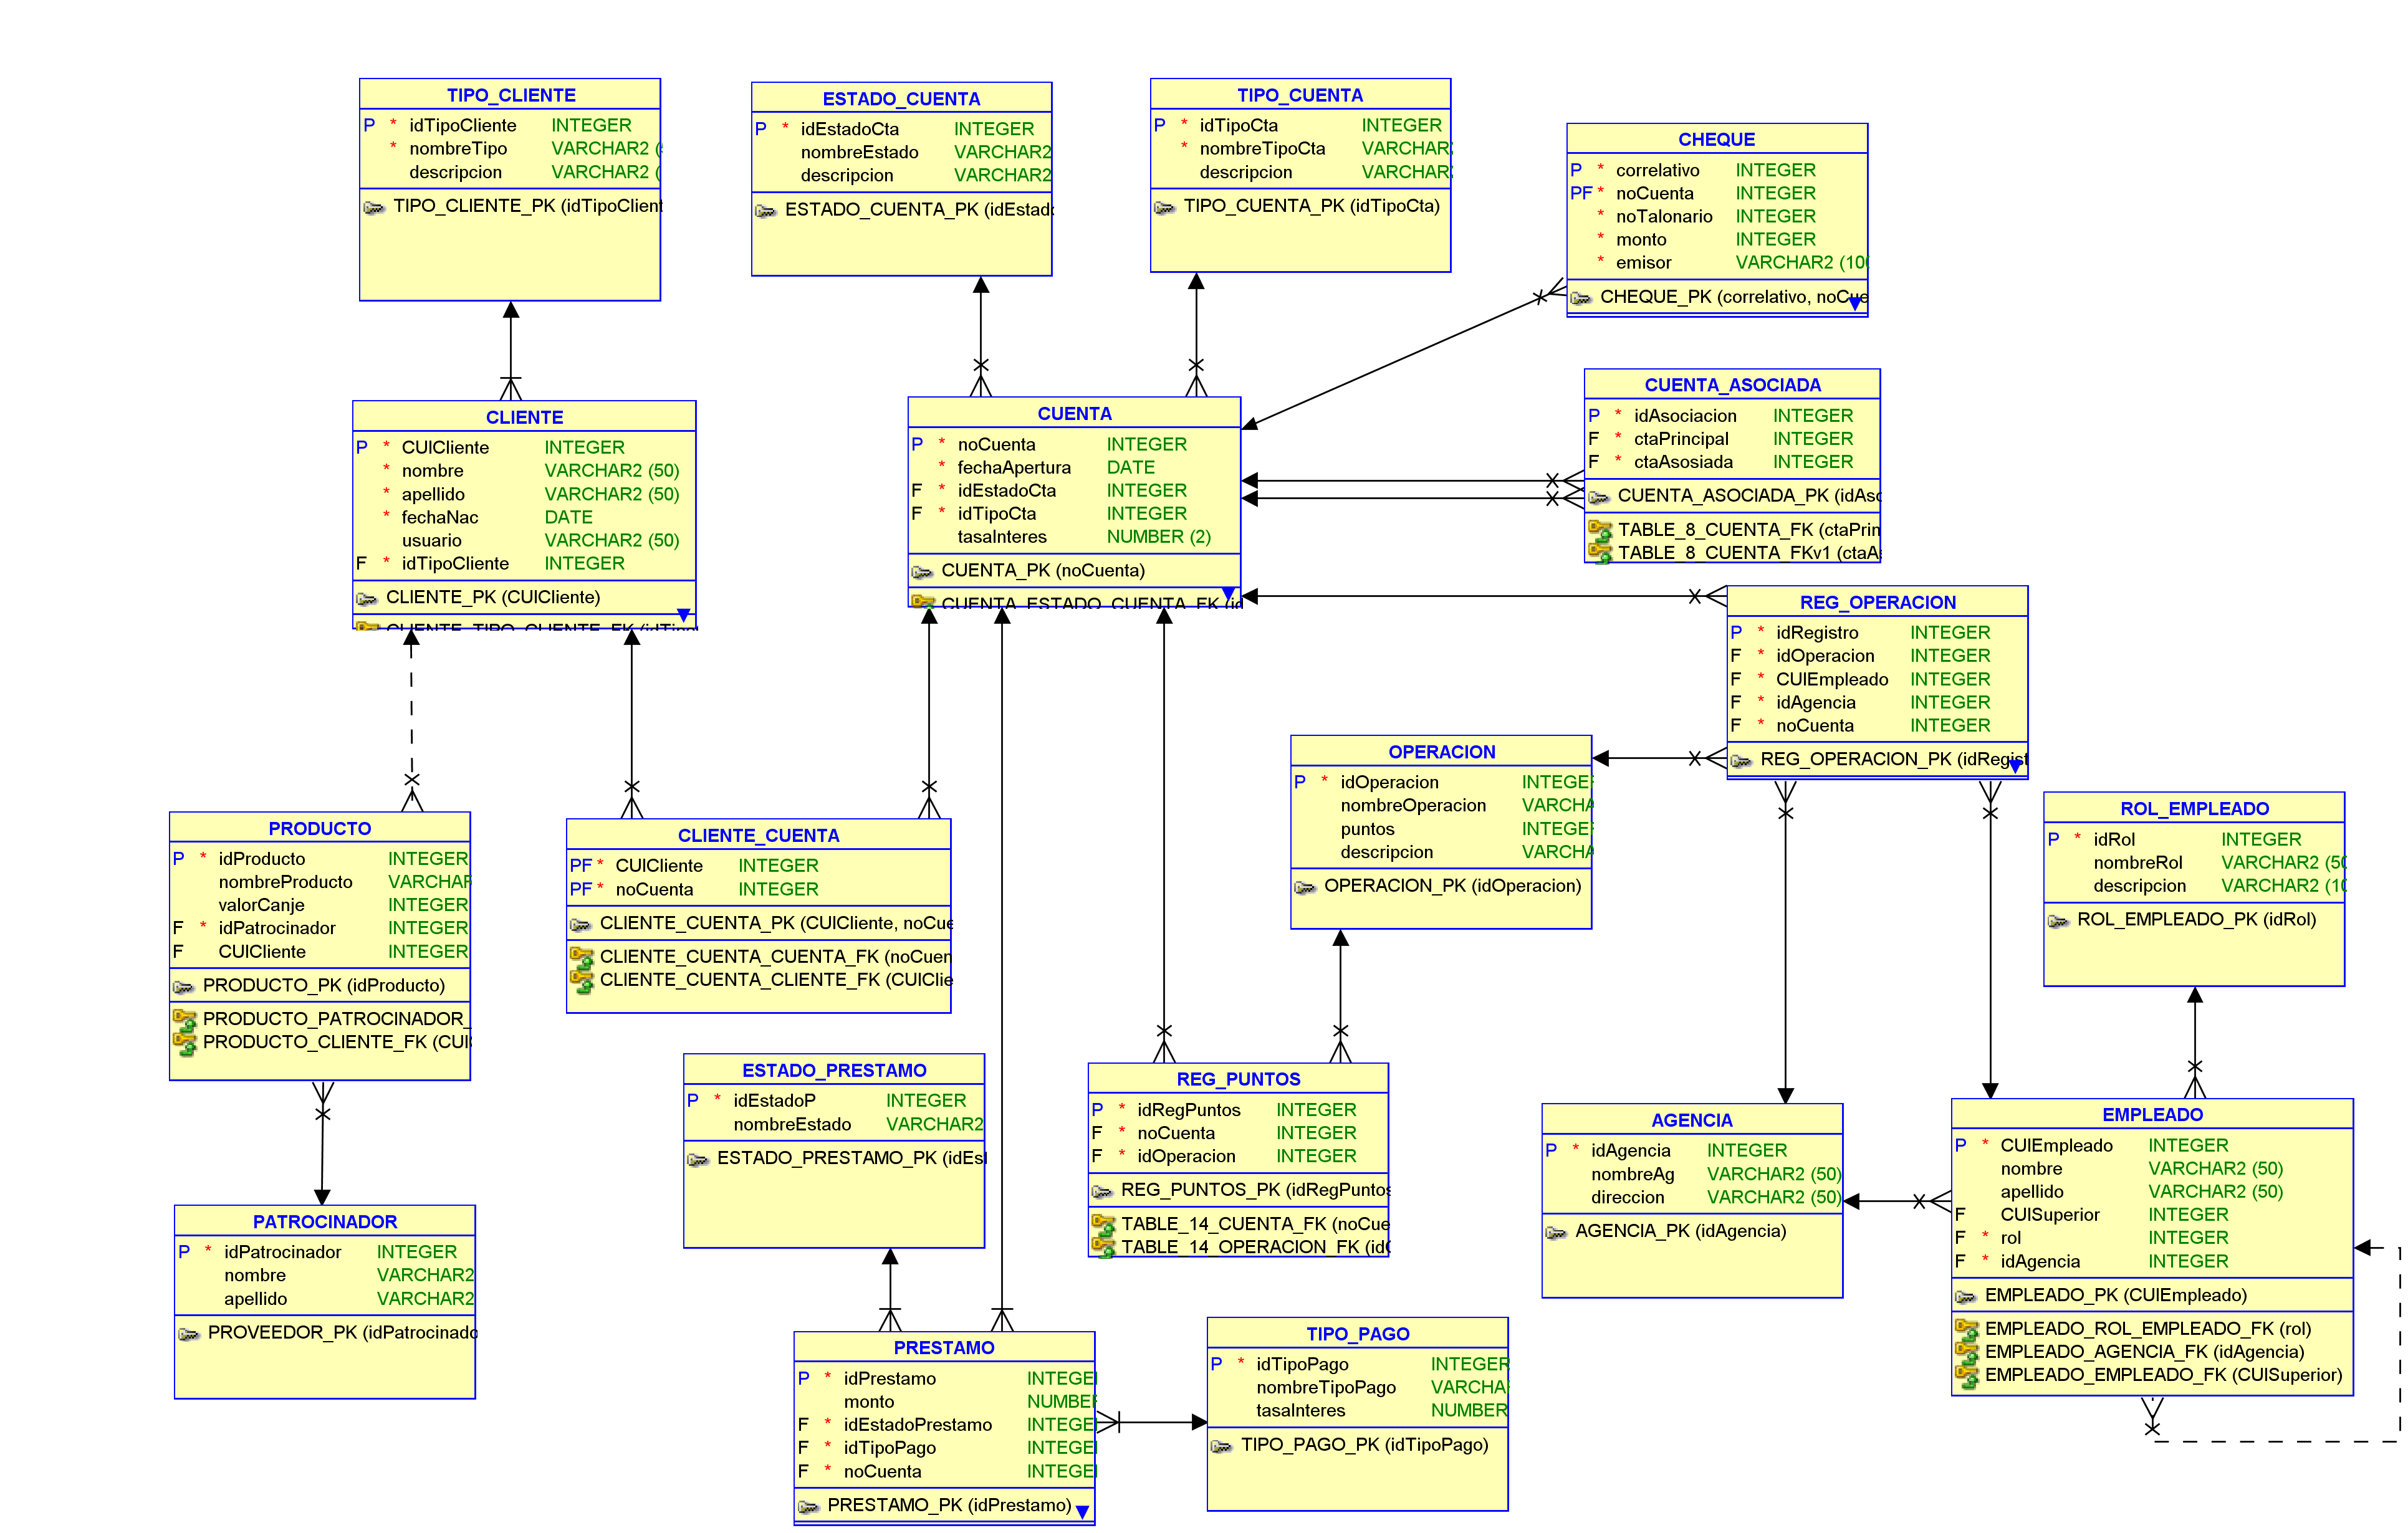 TIPO_CLIENTE
P * idTipoCliente INTEGER
* nombreTipo VARCHAR2 (
descripcion VARCHAR2 (
TIPO_CLIENTE_PK (idTipoClient
ESTADO_CUENTA
P * idEstadoCta INTEGER
nombreEstado VARCHAR2
descripcion VARCHAR2
ESTADO_CUENTA_PK (idEstad
TIPO_CUENTA
P * idTipoCta INTEGER
* nombreTipoCta VARCHAR
descripcion VARCHAR
TIPO_CUENTA_PK (idTipoCta)
CHEQUE
P * correlativo INTEGER
PF * noCuenta INTEGER
* noTalonario INTEGER
* monto INTEGER
* emisor VARCHAR2 (10
CHEQUE_PK (correlativo, noCue
CLIENTE
P * CUICliente INTEGER
* nombre VARCHAR2 (50)
* apellido VARCHAR2 (50)
* fechaNac DATE
usuario VARCHAR2 (50)
F * idTipoCliente INTEGER
CLIENTE_PK (CUICliente)
CLIENTE_TIPO_CLIENTE_FK (idTipo
CUENTA
P * noCuenta INTEGER
* fechaApertura DATE
F * idEstadoCta INTEGER
F * idTipoCta INTEGER
tasaInteres NUMBER (2)
CUENTA_PK (noCuenta)
CUENTA_ESTADO_CUENTA_FK (id
CUENTA_ASOCIADA
P * idAsociacion INTEGER
F * ctaPrincipal INTEGER
F * ctaAsosiada INTEGER
CUENTA_ASOCIADA_PK (idAso
TABLE_8_CUENTA_FK (ctaPrin
TABLE_8_CUENTA_FKv1 (ctaA
REG_OPERACION
P * idRegistro INTEGER
F * idOperacion INTEGER
F * CUIEmpleado INTEGER
F * idAgencia INTEGER
F * noCuenta INTEGER
REG_OPERACION_PK (idRegist
OPERACION
P * idOperacion INTEGE
nombreOperacion VARCHA
puntos INTEGE
descripcion VARCHA
OPERACION_PK (idOperacion)
ROL_EMPLEADO
P * idRol INTEGER
nombreRol VARCHAR2 (50
descripcion VARCHAR2 (10
ROL_EMPLEADO_PK (idRol)
PRODUCTO
P * idProducto INTEGER
nombreProducto VARCHAR
valorCanje INTEGER
F * idPatrocinador INTEGER
F CUICliente INTEGER
PRODUCTO_PK (idProducto)
PRODUCTO_PATROCINADOR_
PRODUCTO_CLIENTE_FK (CUI
CLIENTE_CUENTA
PF * CUICliente INTEGER
PF * noCuenta INTEGER
CLIENTE_CUENTA_PK (CUICliente, noCue
CLIENTE_CUENTA_CUENTA_FK (noCuen
CLIENTE_CUENTA_CLIENTE_FK (CUIClie
ESTADO_PRESTAMO
P * idEstadoP INTEGER
nombreEstado VARCHAR2
ESTADO_PRESTAMO_PK (idEst
REG_PUNTOS
P * idRegPuntos INTEGER
F * noCuenta INTEGER
F * idOperacion INTEGER
REG_PUNTOS_PK (idRegPuntos
TABLE_14_CUENTA_FK (noCue
TABLE_14_OPERACION_FK (id
AGENCIA
P * idAgencia INTEGER
nombreAg VARCHAR2 (50)
direccion VARCHAR2 (50)
AGENCIA_PK (idAgencia)
EMPLEADO
P * CUIEmpleado INTEGER
nombre VARCHAR2 (50)
apellido VARCHAR2 (50)
F CUISuperior INTEGER
F * rol INTEGER
F * idAgencia INTEGER
EMPLEADO_PK (CUIEmpleado)
EMPLEADO_ROL_EMPLEADO_FK (rol)
EMPLEADO_AGENCIA_FK (idAgencia)
EMPLEADO_EMPLEADO_FK (CUISuperior)
PATROCINADOR
P * idPatrocinador INTEGER
nombre VARCHAR2
apellido VARCHAR2
PROVEEDOR_PK (idPatrocinado
PRESTAMO
P * idPrestamo INTEGE
monto NUMBE
F * idEstadoPrestamo INTEGE
F * idTipoPago INTEGE
F * noCuenta INTEGE
PRESTAMO_PK (idPrestamo)
TIPO_PAGO
P * idTipoPago INTEGER
nombreTipoPago VARCHA
tasaInteres NUMBER
TIPO_PAGO_PK (idTipoPago)